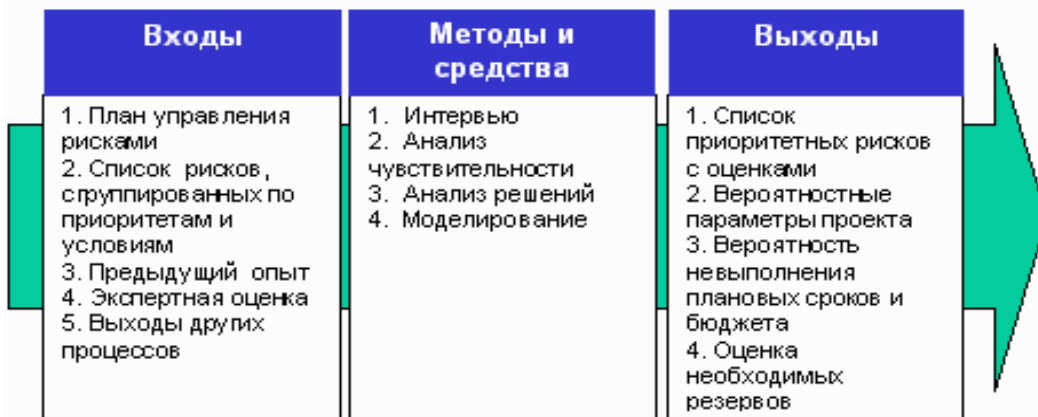 Входы
1. План управления
рисками
2. Список рисков,
сгруппированных по
приоритетам и
условиям
3. Предыдущий опыт
4. Экспертная оценка
5. Выходы других
процессов
Методы и
средства
1. Интервью
2. Анализ
чувствительности
3. Анализ решений
4. Моделирование
Выходы
1. Список
приоритетных рисков
с оценками
2. Вероятностные
параметры проекта
3. Вероятность
невыполнения
плановых сроков и
бюджета
4. Оценка
необходимых
резервов